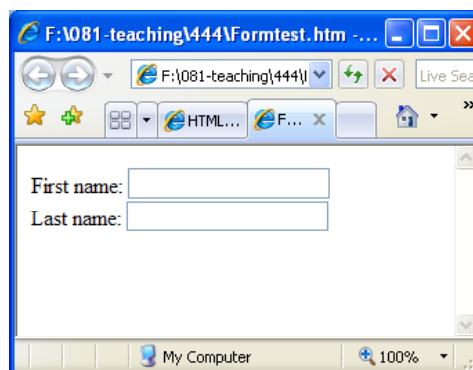 F:\081-teaching\444\Formtest.htm -...
F:\081-teaching\444\ Live Sea
HTML... F... X »
First name:
Last name:
My Computer 100%